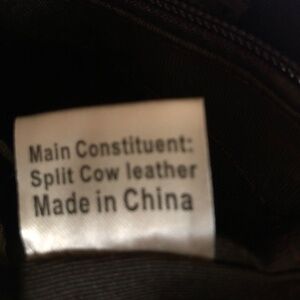 Main Constituent:
Split Cow leather
Made in China